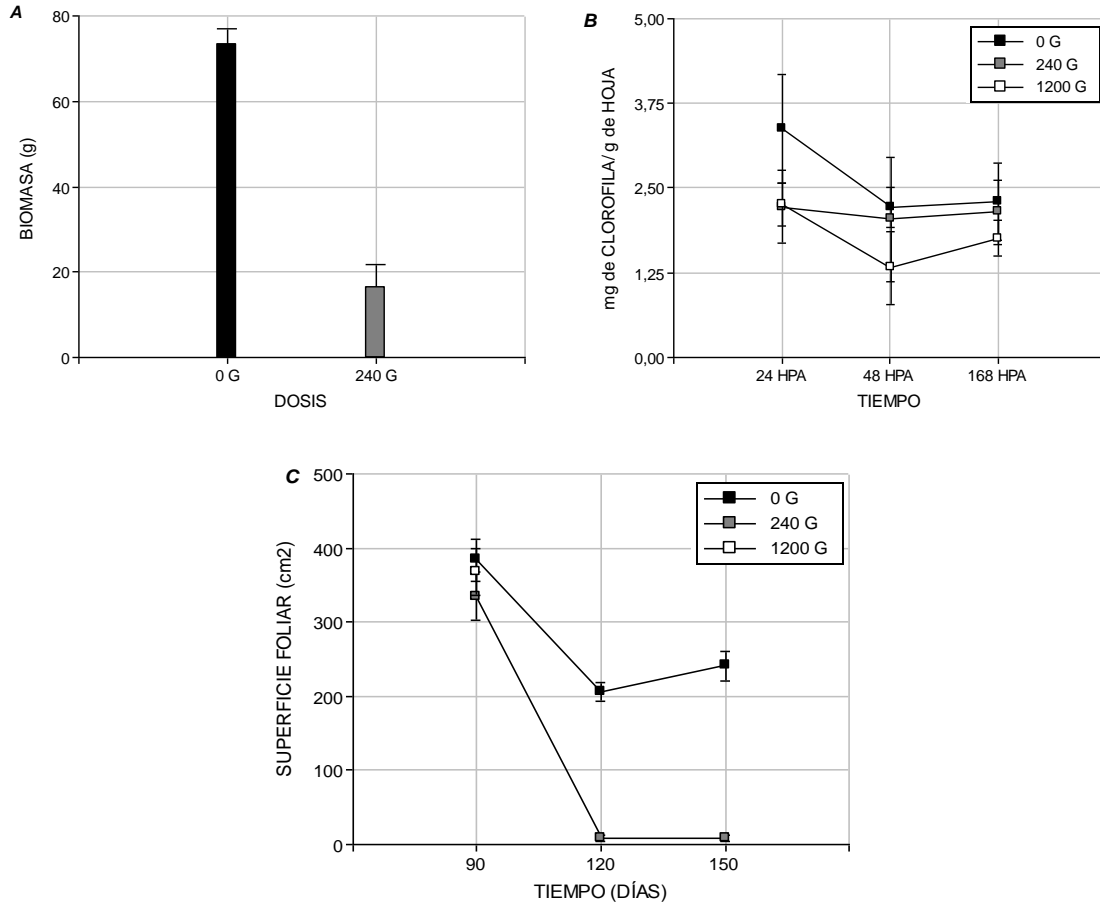 A
80
60
40
20
0
BIOMASA (g)
0 G
240 G
DOSIS
B
5,00
3,75
2,50
1,25
0,00
mg de CLOROFILA/ g de HOJA
0 G
240 G
1200 G
24 HPA
48 HPA
168 HPA
TIEMPO
C
500
400
300
200
100
0
SUPERFICIE FOLIAR (cm2)
0 G
240 G
1200 G
90
120
150
TIEMPO (DÍAS)